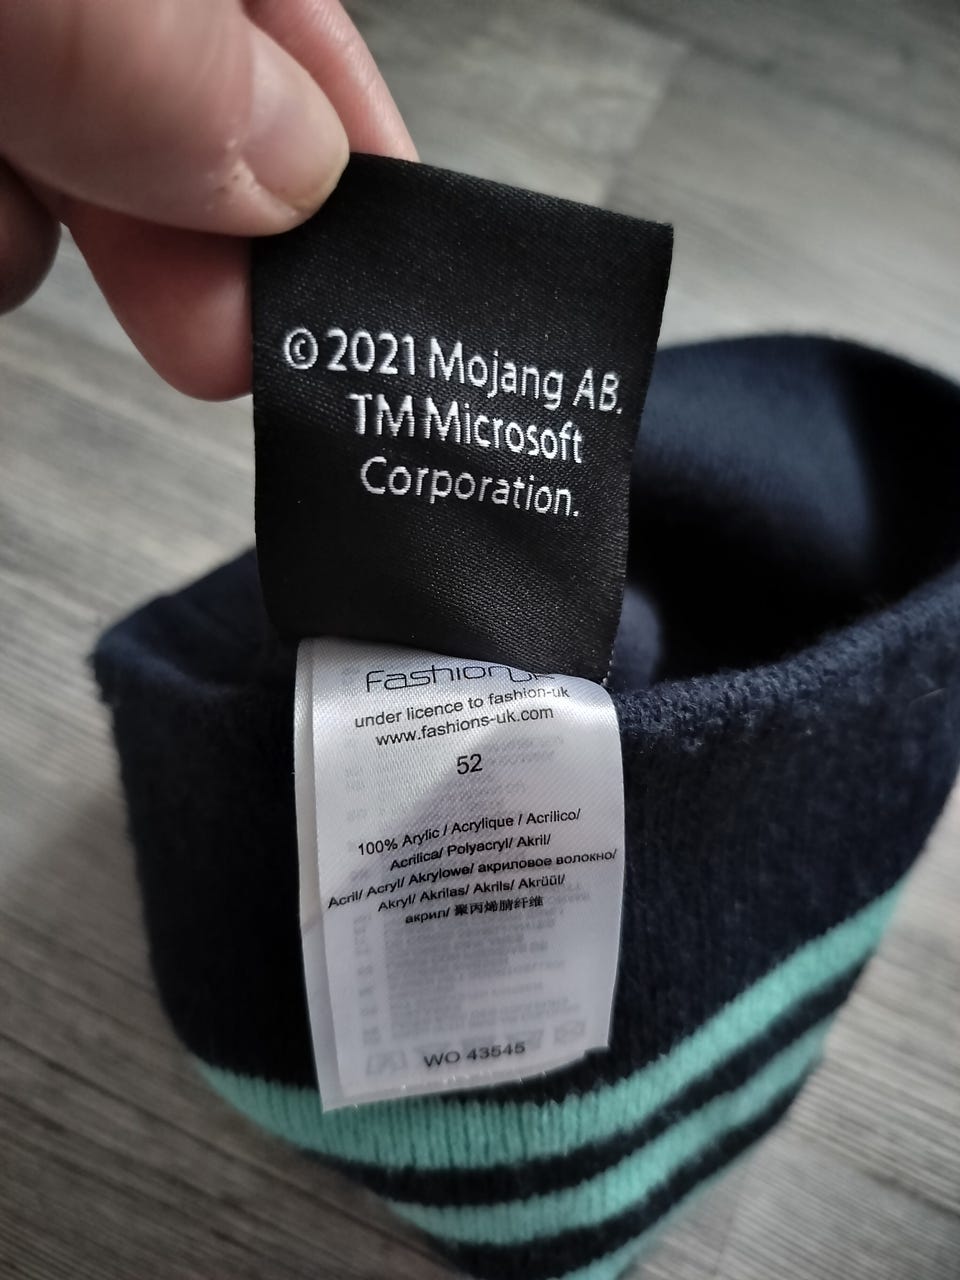 © 2021 Mojang AB.
TM Microsoft
Corporation.
Fashion UK
under licence to fashion-uk
www.fashions-uk.com
52
100% Arylic / Acrylique / Acrilico/
Acrilica/ Polyacryl/ Akril/
Acril/ Acryl/ Akrylowe/ акриловое волокно/
Akryl/ Akrilas/ Akrils/ Akrüül/
акрил/ 聚丙烯腈纤维
WO 43545